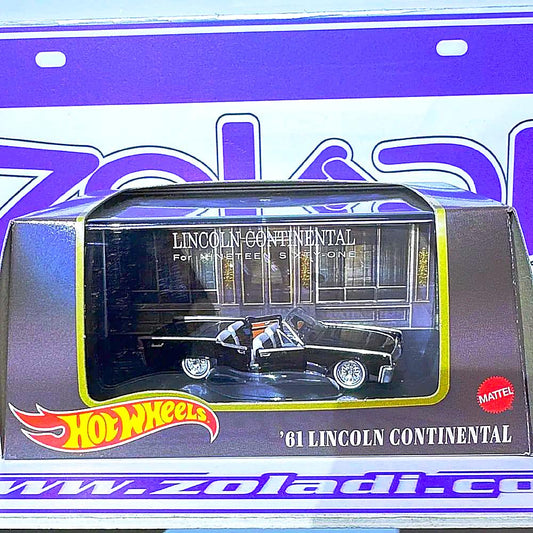 Zoladi
LINCOLN CONTINENTAL
For NINETEEN SIXTY-ONE
HOT WHEELS
MATTEL
'61 LINCOLN CONTINENTAL
www.zoladi.co